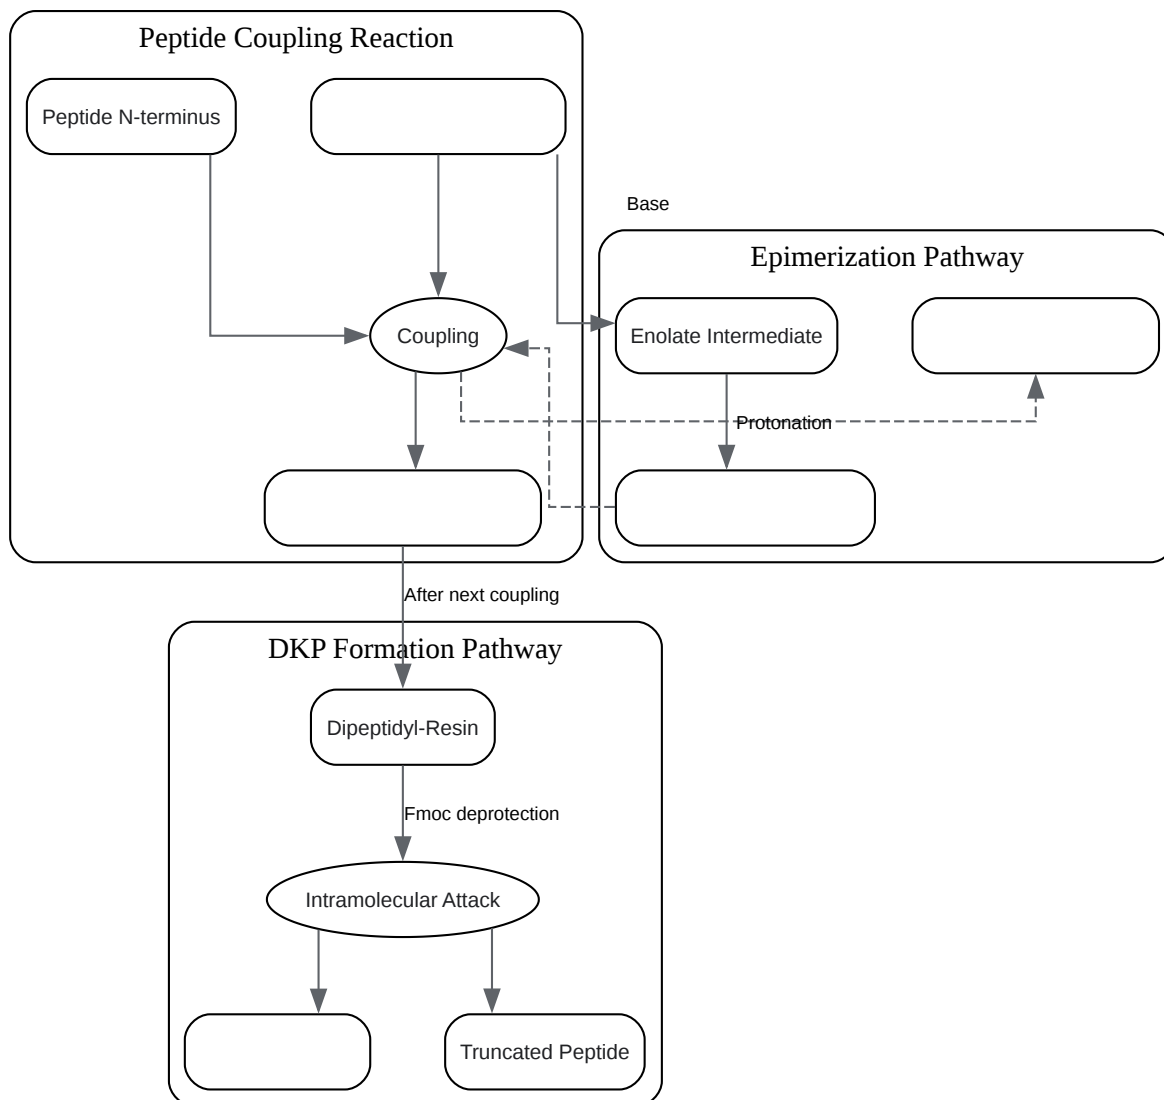 Peptide Coupling Reaction
Peptide N-terminus
Base
Epimerization Pathway
Coupling
Enolate Intermediate
Protonation
After next coupling
DKP Formation Pathway
Dipeptidyl-Resin
Fmoc deprotection
Intramolecular Attack
Truncated Peptide